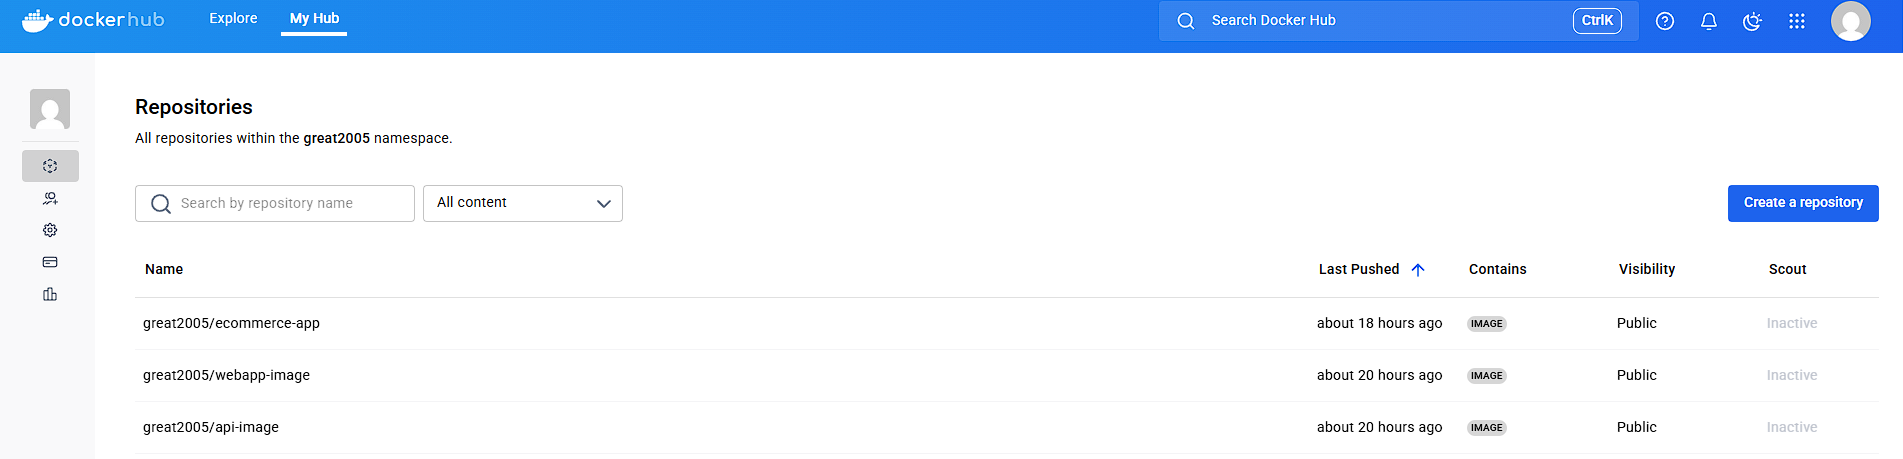 dockerhub Explore My Hub Search Docker Hub CtrlK
Repositories
All repositories within the great2005 namespace.
Search by repository name All content Create a repository
Name Last Pushed Contains Visibility Scout
great2005/ecommerce-app about 18 hours ago IMAGE Public Inactive
great2005/webapp-image about 20 hours ago IMAGE Public Inactive
great2005/api-image about 20 hours ago IMAGE Public Inactive